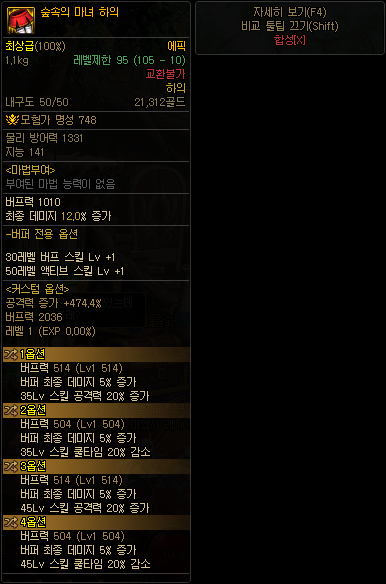 숲속의 마녀 하의
최상급(100%) 에픽
1,1kg 레벨제한 95 (105 - 10)
교환불가
하의
내구도 50/50 21,312골드
모험가 명성 748
물리 방어력 1331
지능 141
<마법부여>
부여된 마법 능력이 없음
버프력 1010
최종 데미지 12,0% 증가
-버퍼 전용 옵션
30레벨 버프 스킬 Lv +1
50레벨 액티브 스킬 Lv +1
<커스텀 옵션>
공격력 증가 +474,4%
버프력 2036
레벨 1 (EXP 0,00%)
1옵션
버프력 514 (Lv1 514)
버퍼 최종 데미지 5% 증가
35Lv 스킬 공격력 20% 증가
2옵션
버프력 504 (Lv1 504)
버퍼 최종 데미지 5% 증가
35Lv 스킬 쿨타임 20% 감소
3옵션
버프력 514 (Lv1 514)
버퍼 최종 데미지 5% 증가
45Lv 스킬 공격력 20% 증가
4옵션
버프력 504 (Lv1 504)
버퍼 최종 데미지 5% 증가
45Lv 스킬 쿨타임 20% 감소
자세히 보기(F4)
비교 툴팁 끄기(Shift)
합성[X]